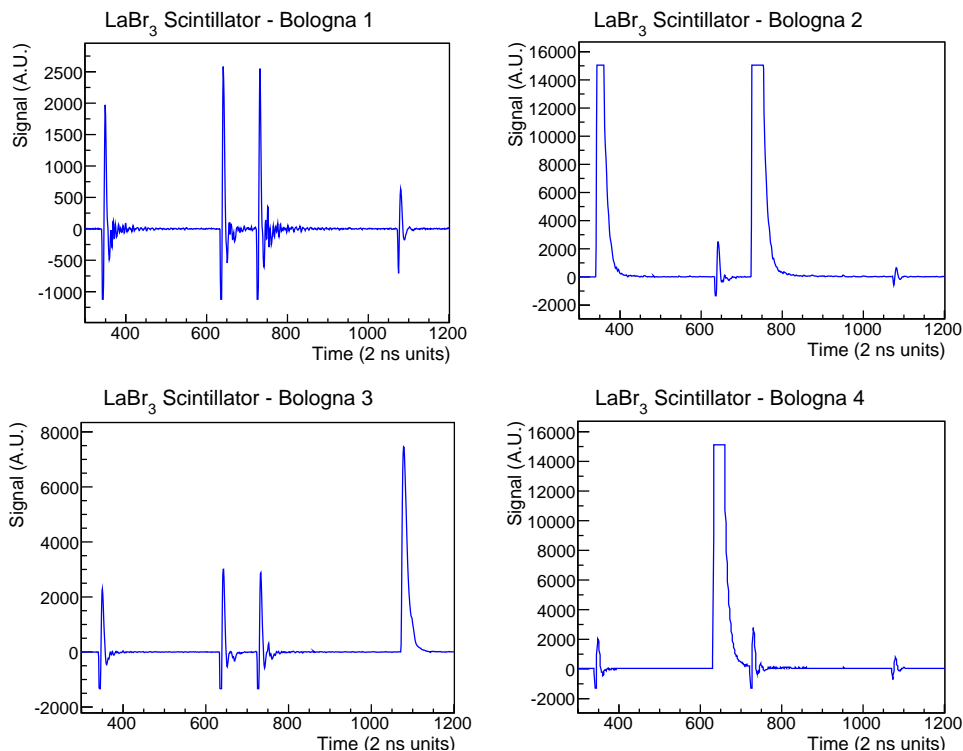 LaBr3 Scintillator - Bologna 1
Signal (A.U.)
2500
2000
1500
1000
500
0
-500
-1000
400 600 800 1000 1200
Time (2 ns units)
LaBr3 Scintillator - Bologna 2
Signal (A.U.)
16000
14000
12000
10000
8000
6000
4000
2000
0
-2000
400 600 800 1000 1200
Time (2 ns units)
LaBr3 Scintillator - Bologna 3
Signal (A.U.)
8000
6000
4000
2000
0
-2000
400 600 800 1000 1200
Time (2 ns units)
LaBr3 Scintillator - Bologna 4
Signal (A.U.)
16000
14000
12000
10000
8000
6000
4000
2000
0
-2000
400 600 800 1000 1200
Time (2 ns units)